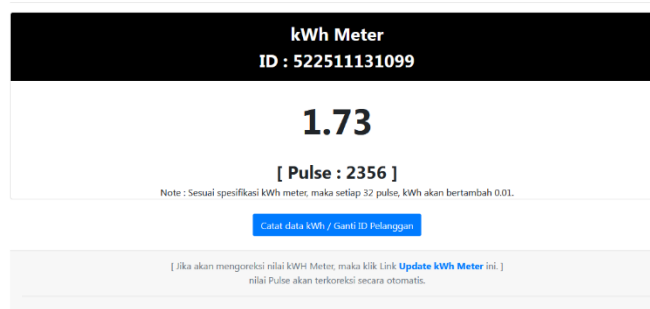 kWh Meter
ID : 522511131099
1.73
[ Pulse : 2356 ]
Note : Sesuai spesifikasi kWh meter, maka setiap 32 pulse, kWh akan bertambah 0.01.
Catat data kWh / Ganti ID Pelanggan
[ Jika akan mengoreksi nilai kWH Meter, maka klik Link Update kWh Meter ini. ]
nilai Pulse akan terkoreksi secara otomatis.